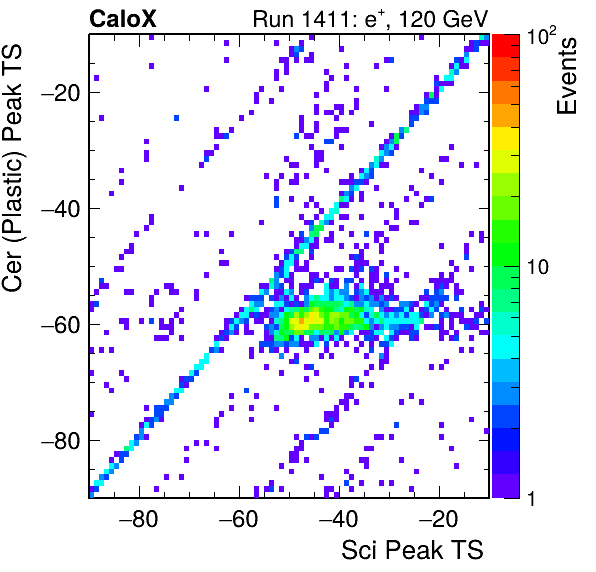 CaloX Run 1411: e⁺, 120 GeV
Cer (Plastic) Peak TS
−20
−40
−60
−80
−80 −60 −40 −20
Sci Peak TS
10²
10
1
Events